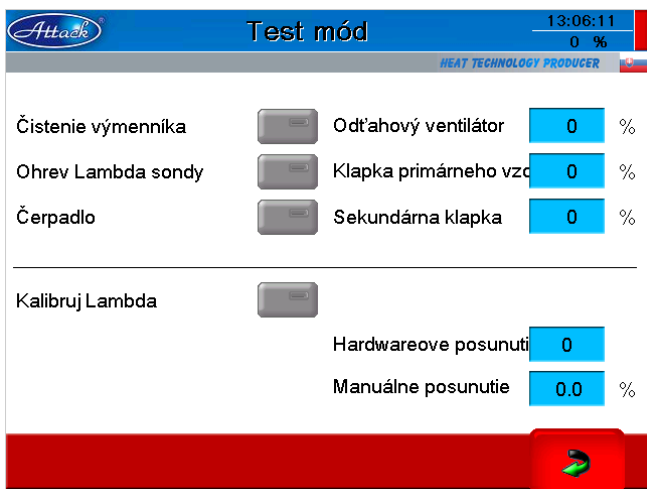 Attack®
Test mód
13:06:11
0 %
HEAT TECHNOLOGY PRODUCER
Čistenie výmenníka
Odťahový ventilátor 0 %
Ohrev Lambda sondy
Klapka primárneho vzd 0 %
Čerpadlo
Sekundárna klapka 0 %
Kalibruj Lambda
Hardwareove posunuti 0
Manuálne posunutie 0.0 %